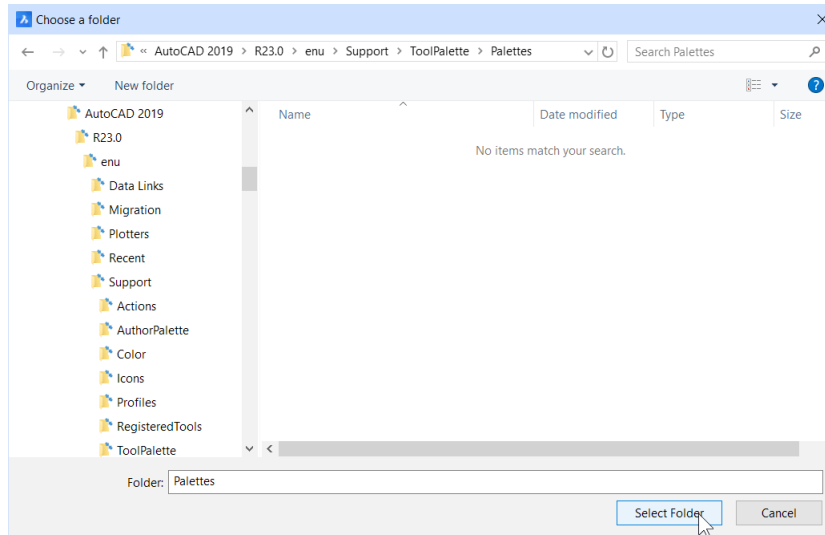 Choose a folder
« AutoCAD 2019 > R23.0 > enu > Support > ToolPalette > Palettes
Search Palettes
Organize New folder
AutoCAD 2019
R23.0
enu
Data Links
Migration
Plotters
Recent
Support
Actions
AuthorPalette
Color
Icons
Profiles
RegisteredTools
ToolPalette
Name Date modified Type Size
No items match your search.
Folder: Palettes
Select Folder Cancel